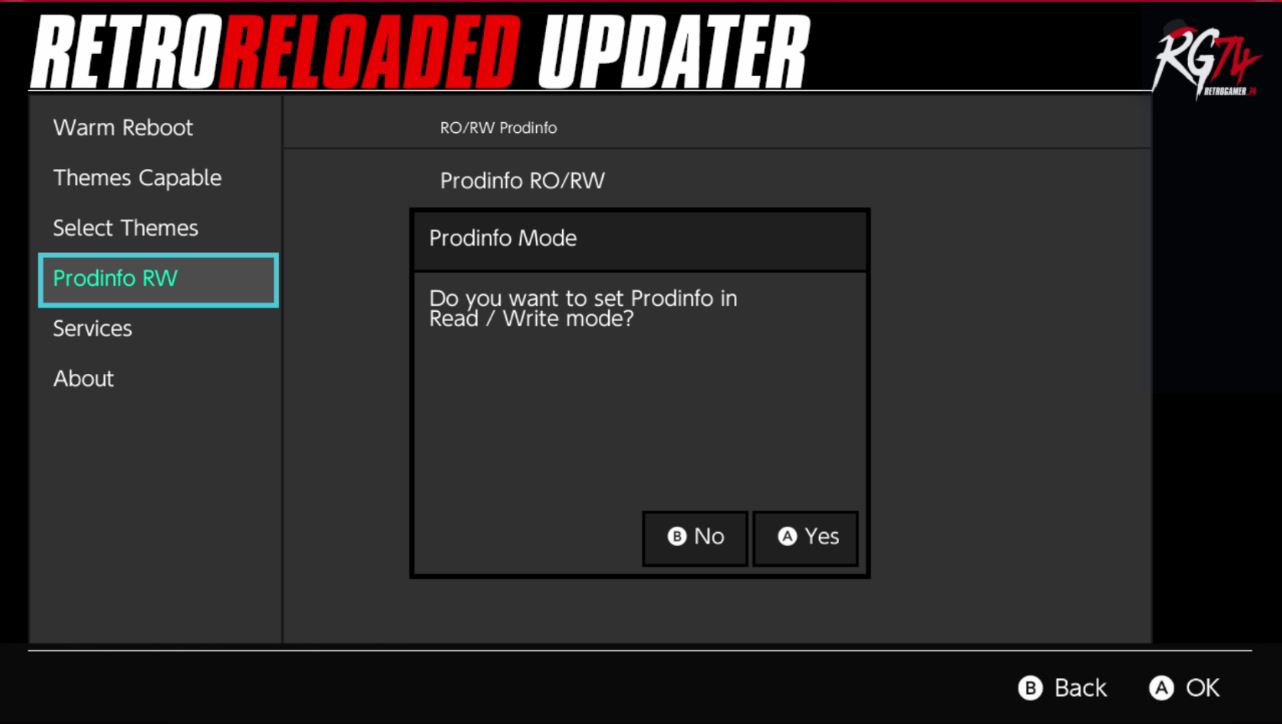 RETRORELOADED UPDATER
RG74
RETROGAMER_74
Warm Reboot
Themes Capable
Select Themes
Prodinfo RW
Services
About
RO/RW Prodinfo
Prodinfo RO/RW
Prodinfo Mode
Do you want to set Prodinfo in
Read / Write mode?
B No
A Yes
B Back
A OK